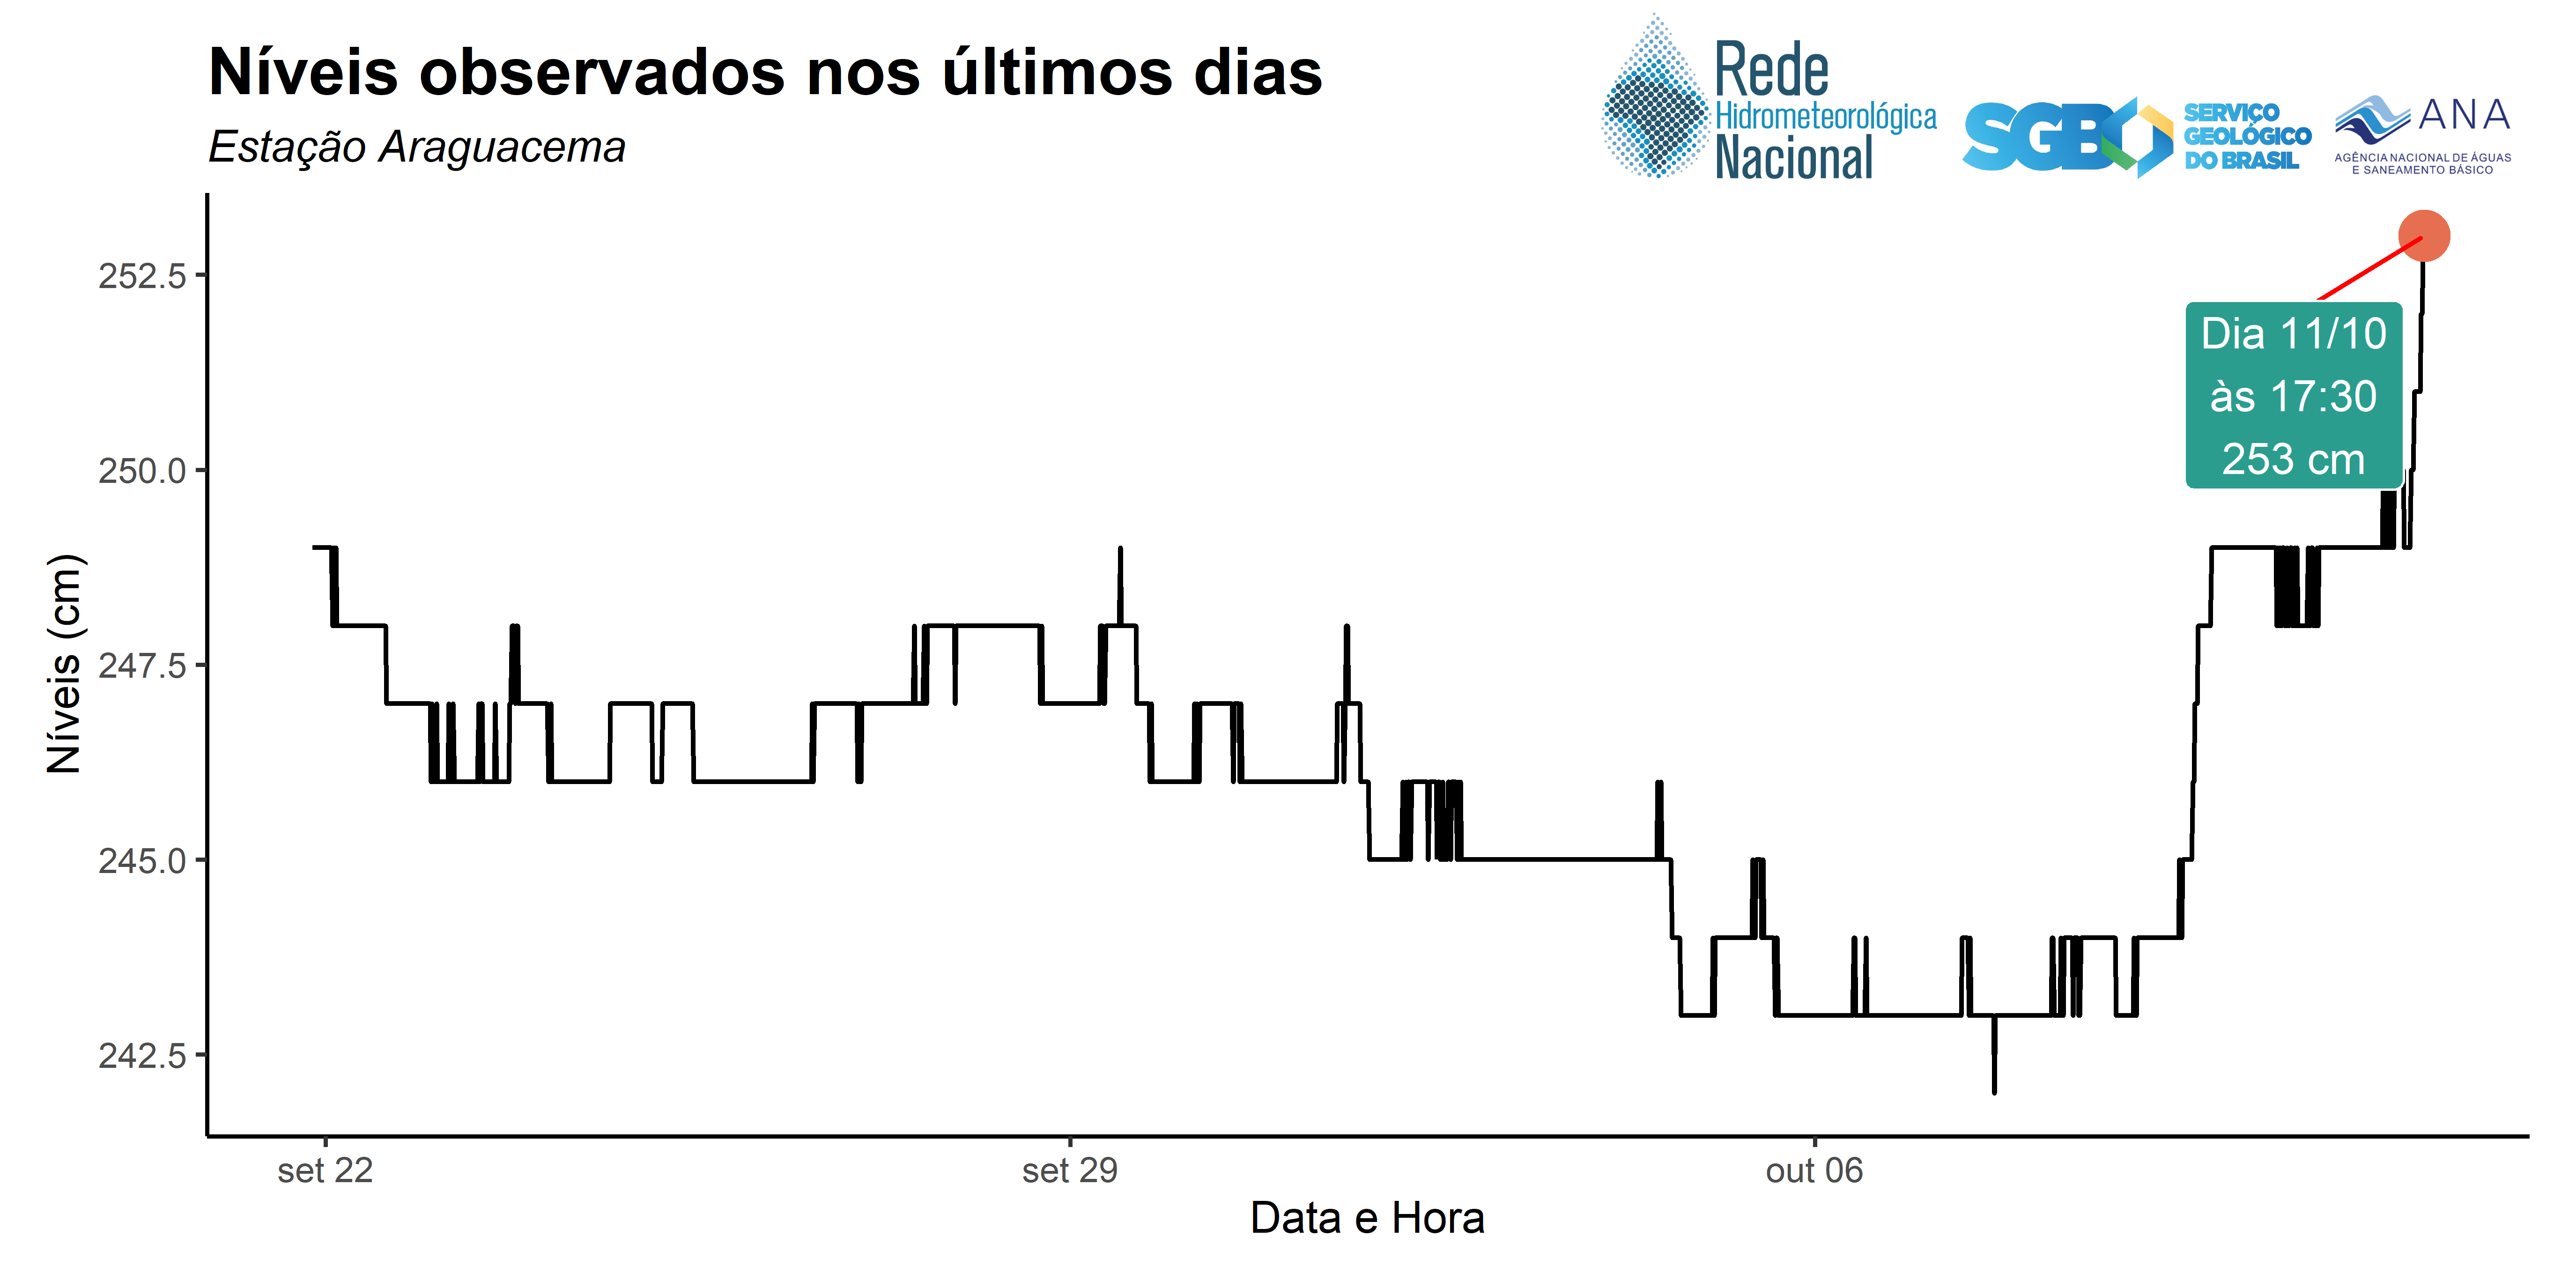 Níveis observados nos últimos dias
Estação Araguacema
Rede
Hidrometeorológica
Nacional
SGB
SERVIÇO
GEOLÓGICO
DO BRASIL
ANA
AGÊNCIA NACIONAL DE ÁGUAS
E SANEAMENTO BÁSICO
252.5
250.0
247.5
245.0
242.5
Níveis (cm)
Dia 11/10
às 17:30
253 cm
set 22
set 29
out 06
Data e Hora